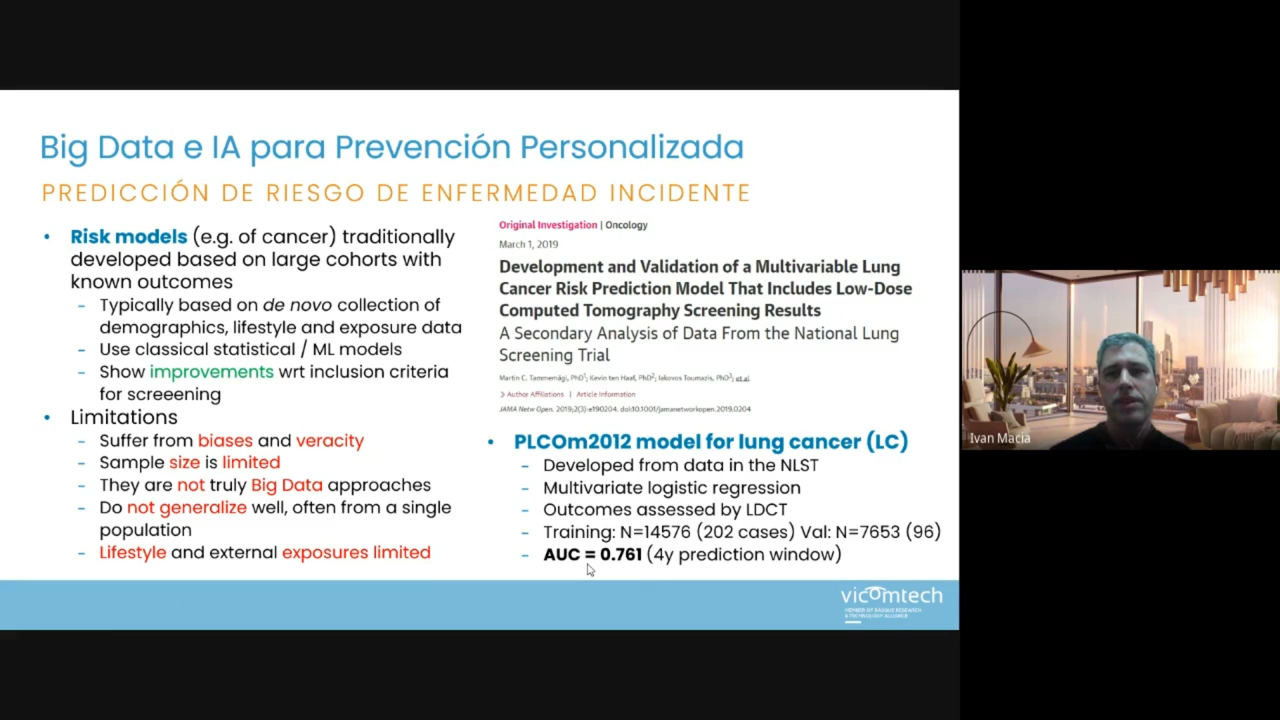 Big Data e IA para Prevención Personalizada
PREDICCIÓN DE RIESGO DE ENFERMEDAD INCIDENTE
• Risk models (e.g. of cancer) traditionally
developed based on large cohorts with
known outcomes
- Typically based on de novo collection of
demographics, lifestyle and exposure data
- Use classical statistical / ML models
- Show improvements wrt inclusion criteria
for screeening
• Limitations
- Suffer from biases and veracity
- Sample size is limited
- They are not truly Big Data approaches
- Do not generalize well, often from a single
population
- Lifestyle and external exposures limited
Original Investigation | Oncology
March 1, 2019
Development and Validation of a Multivariable Lung
Cancer Risk Prediction Model That Includes Low-Dose
Computed Tomography Screening Results
A Secondary Analysis of Data From the National Lung
Screening Trial
Martin C. Tammemägi, PhD1; Kevin ten Haaf, PhD2; Iakovos Toumazis, PhD3; et al
Author Affiliations | Article Information
JAMA Netw Open. 2019;2(3):e190204. doi:10.1001/jamanetworkopen.2019.0204
• PLCOm2012 model for lung cancer (LC)
- Developed from data in the NLST
- Multivariate logistic regression
- Outcomes assessed by LDCT
- Training: N=14576 (202 cases) Val: N=7653 (96)
- AUC = 0.761 (4y prediction window)
vicomtech
MEMBER OF BASQUE RESEARCH
& TECHNOLOGY ALLIANCE
Ivan Macia